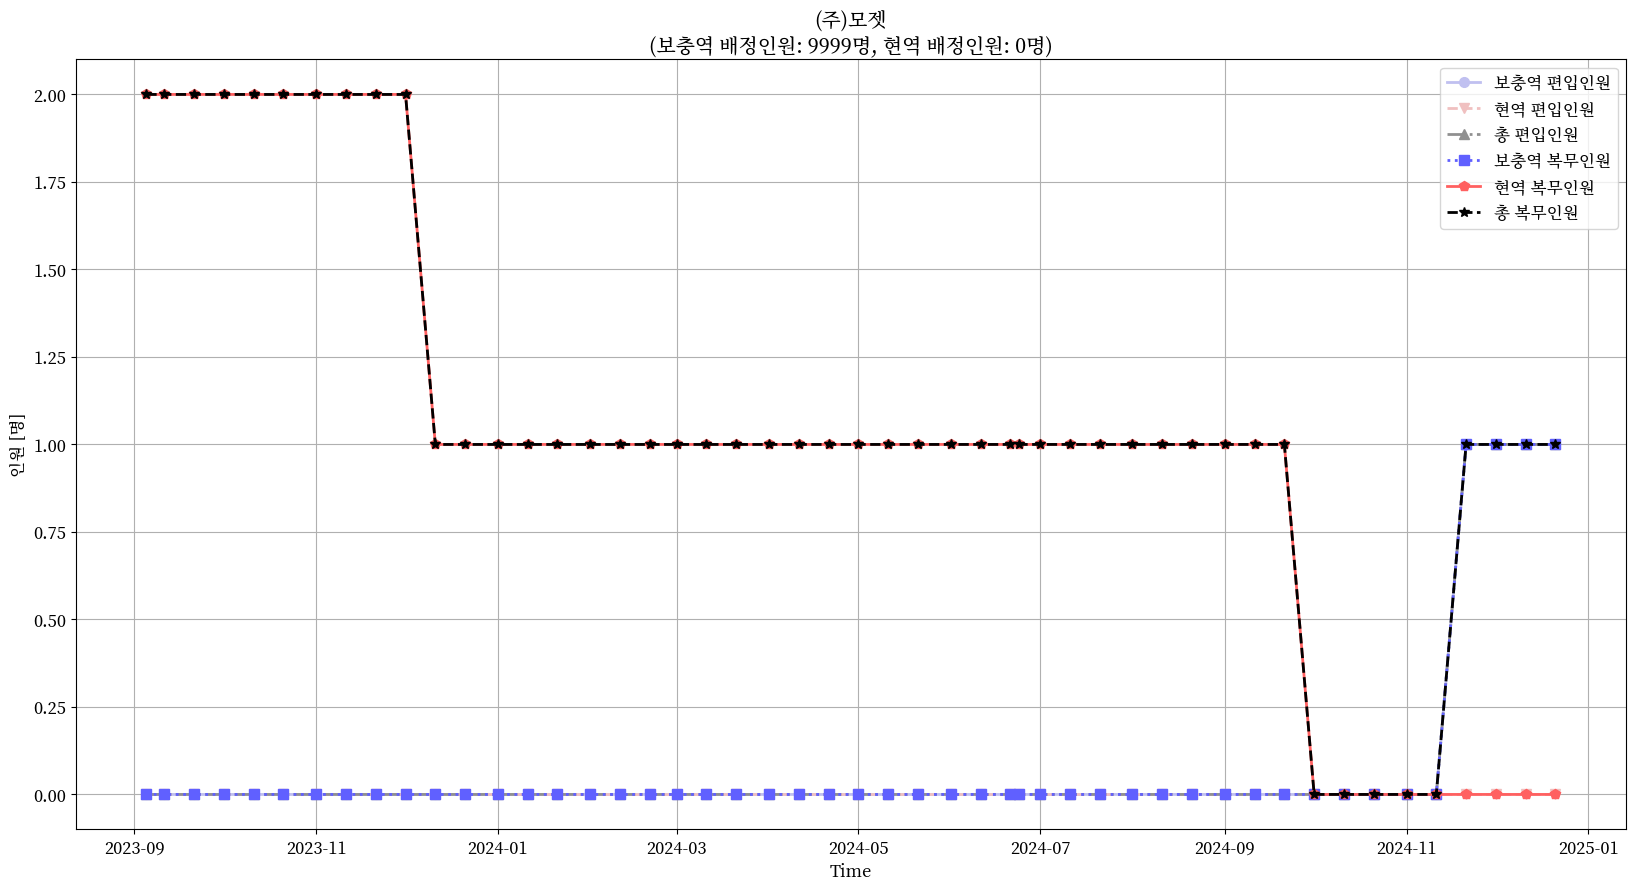 (주)모젯
(보충역 배정인원: 9999명, 현역 배정인원: 0명)
보충역 편입인원
현역 편입인원
총 편입인원
보충역 복무인원
현역 복무인원
총 복무인원
인원 [명]
2.00
1.75
1.50
1.25
1.00
0.75
0.50
0.25
0.00
2023-09
2023-11
2024-01
2024-03
2024-05
2024-07
2024-09
2024-11
2025-01
Time